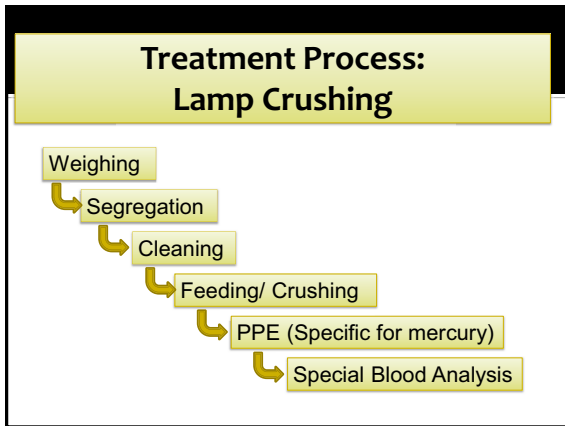 Treatment Process:
Lamp Crushing
Weighing
Segregation
Cleaning
Feeding/ Crushing
PPE (Specific for mercury)
Special Blood Analysis